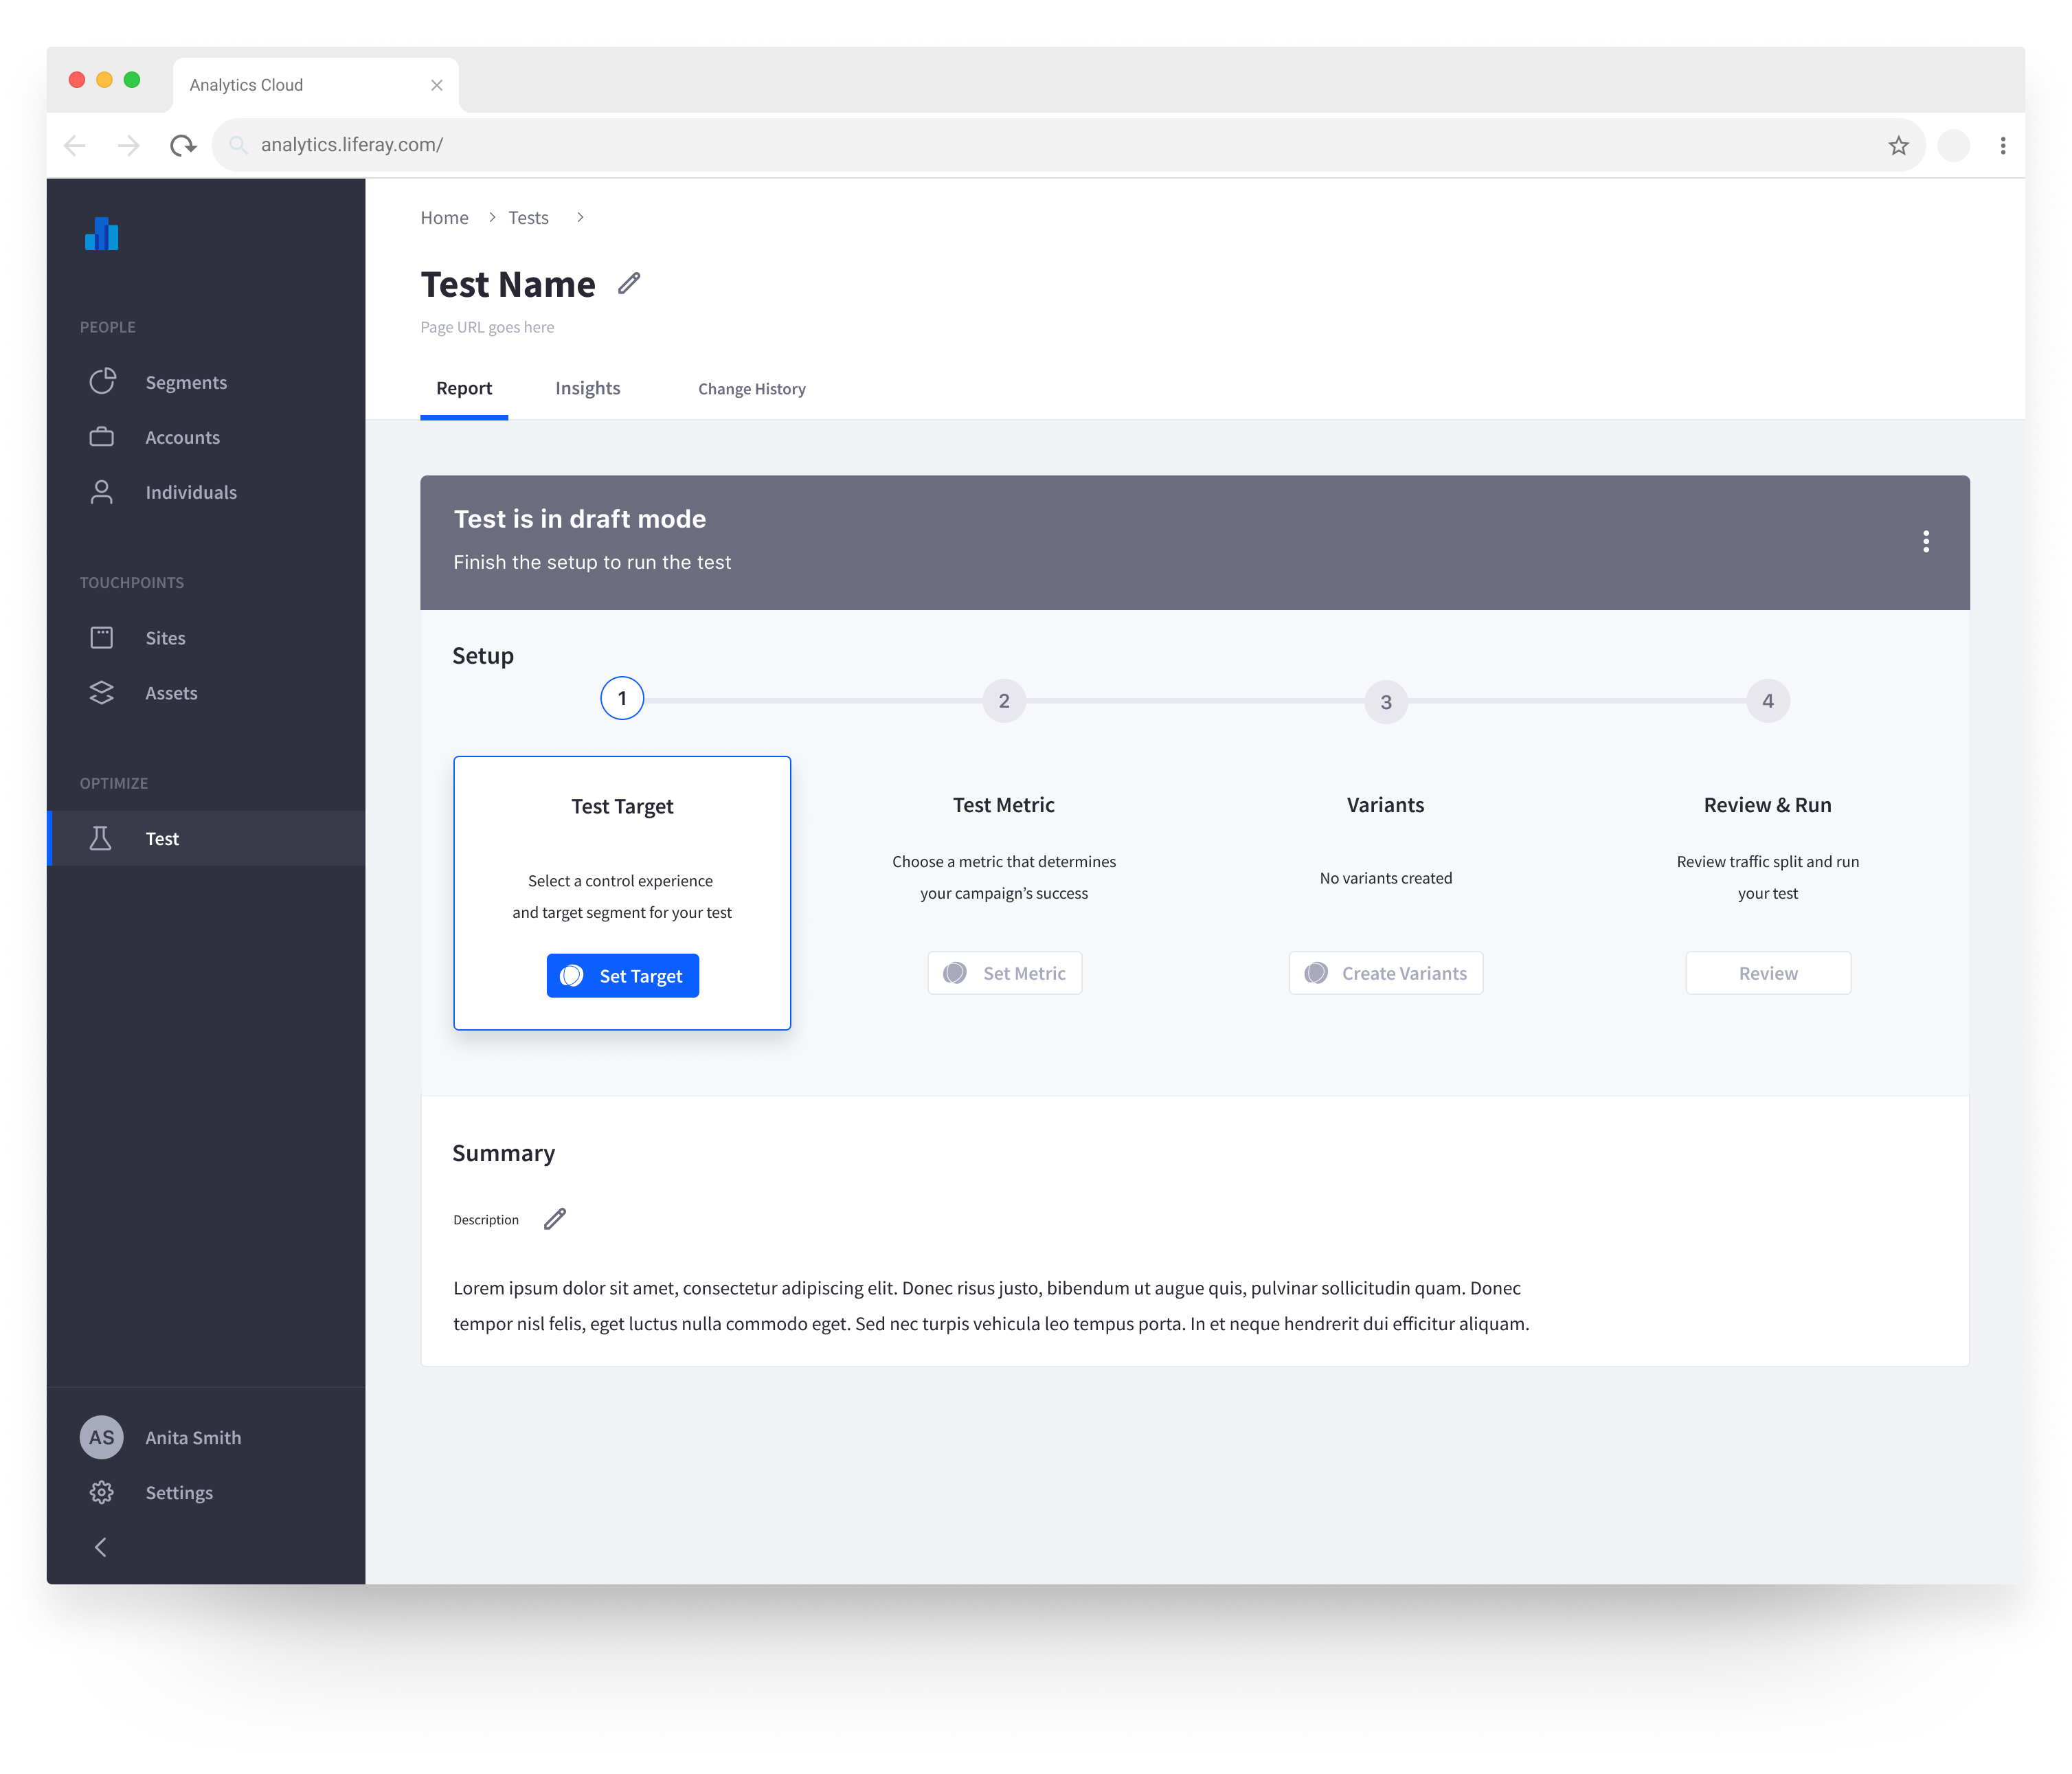 Analytics Cloud
analytics.liferay.com/
PEOPLE
Segments
Accounts
Individuals
TOUCHPOINTS
Sites
Assets
OPTIMIZE
Test
AS Anita Smith
Settings
Home Tests
Test Name
Page URL goes here
Report Insights Change History
Test is in draft mode
Finish the setup to run the test
Setup
1 2 3 4
Test Target
Select a control experience
and target segment for your test
Set Target
Test Metric
Choose a metric that determines
your campaign’s success
Set Metric
Variants
No variants created
Create Variants
Review & Run
Review traffic split and run
your test
Review
Summary
Description
Lorem ipsum dolor sit amet, consectetur adipiscing elit. Donec risus justo, bibendum ut augue quis, pulvinar sollicitudin quam. Donec
tempor nisl felis, eget luctus nulla commodo eget. Sed nec turpis vehicula leo tempus porta. In et neque hendrerit dui efficitur aliquam.